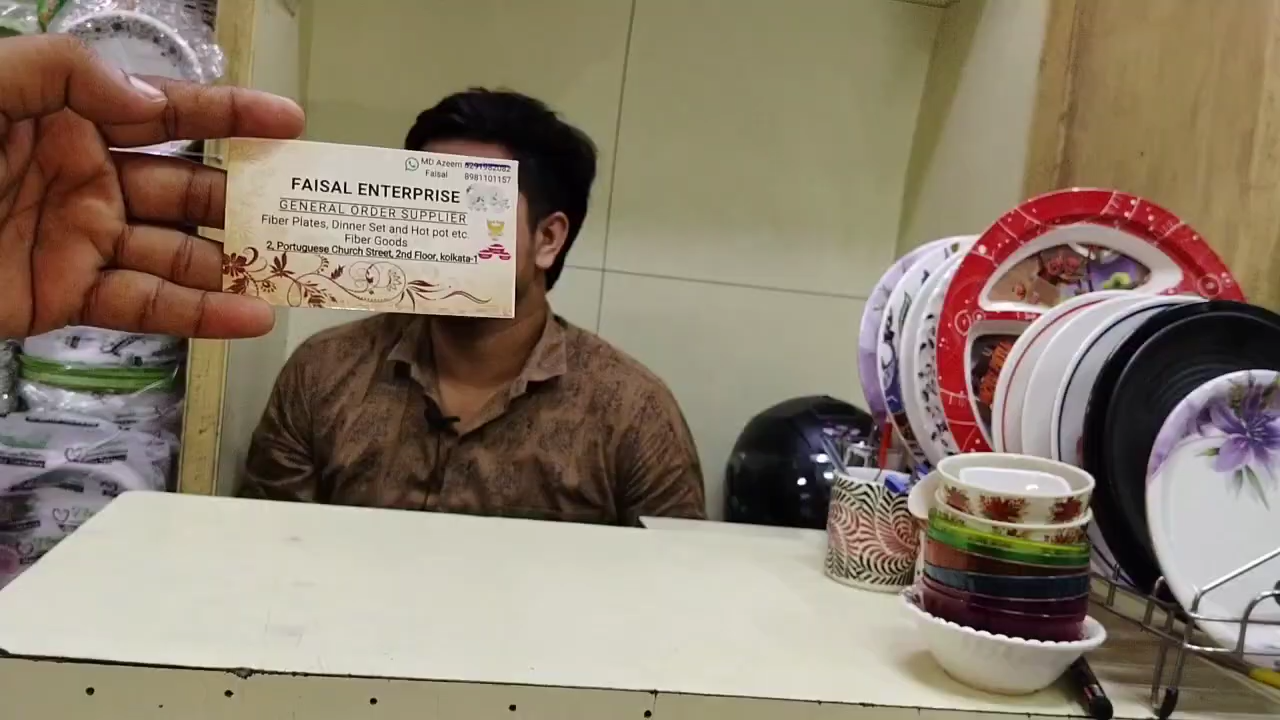 MD Azeem 8291982082
Faisal 8981101157
FAISAL ENTERPRISE
GENERAL ORDER SUPPLIER
Fiber Plates, Dinner Set and Hot pot etc.
Fiber Goods
2, Portuguese Church Street, 2nd Floor, kolkata-1